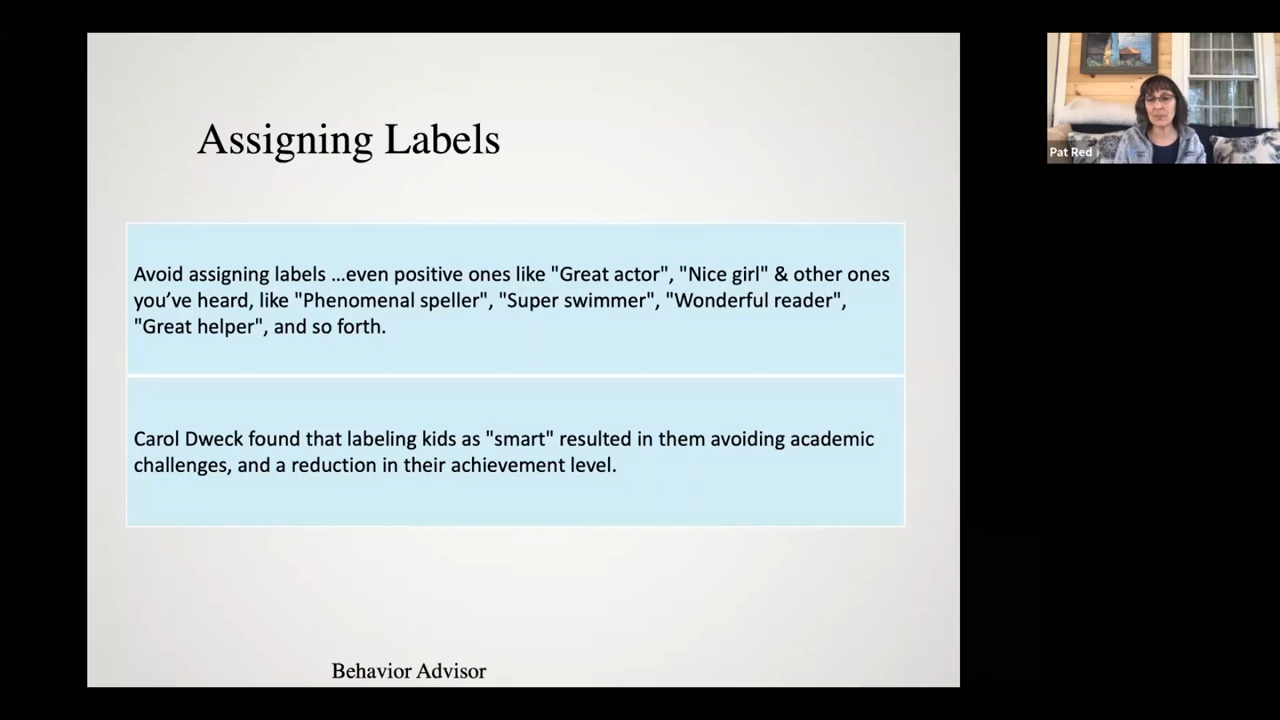 Assigning Labels
Avoid assigning labels ...even positive ones like "Great actor", "Nice girl" & other ones
you’ve heard, like "Phenomenal speller", "Super swimmer", "Wonderful reader",
"Great helper", and so forth.
Carol Dweck found that labeling kids as "smart" resulted in them avoiding academic
challenges, and a reduction in their achievement level.
Behavior Advisor
Pat Red